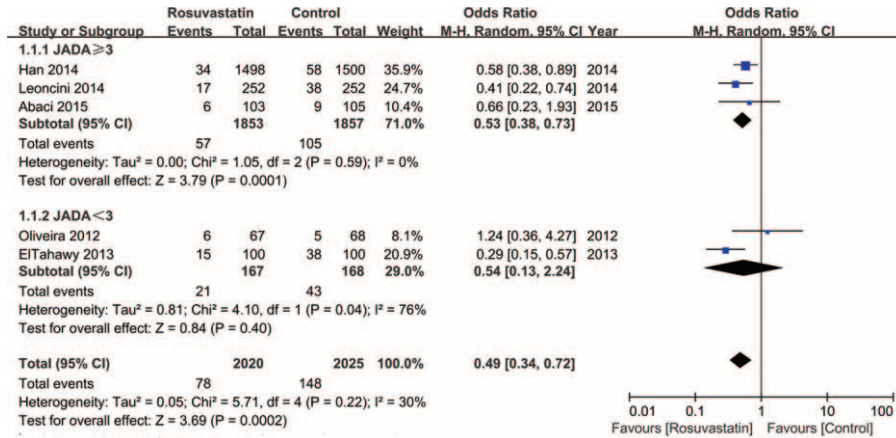 Rosuvastatin Control Odds Ratio Odds Ratio
Study or Subgroup Events Total Events Total Weight M-H. Random. 95% CI Year M-H. Random. 95% CI
1.1.1 JADA≥3
Han 2014 34 1498 58 1500 35.9% 0.58 [0.38, 0.89] 2014
Leoncini 2014 17 252 38 252 24.7% 0.41 [0.22, 0.74] 2014
Abaci 2015 6 103 9 105 10.4% 0.66 [0.23, 1.93] 2015
Subtotal (95% CI) 1853 1857 71.0% 0.53 [0.38, 0.73]
Total events 57 105
Heterogeneity: Tau² = 0.00; Chi² = 1.05, df = 2 (P = 0.59); I² = 0%
Test for overall effect: Z = 3.79 (P = 0.0001)
1.1.2 JADA<3
Oliveira 2012 6 67 5 68 8.1% 1.24 [0.36, 4.27] 2012
ElTahawy 2013 15 100 38 100 20.9% 0.29 [0.15, 0.57] 2013
Subtotal (95% CI) 167 168 29.0% 0.54 [0.13, 2.24]
Total events 21 43
Heterogeneity: Tau² = 0.81; Chi² = 4.10, df = 1 (P = 0.04); I² = 76%
Test for overall effect: Z = 0.84 (P = 0.40)
Total (95% CI) 2020 2025 100.0% 0.49 [0.34, 0.72]
Total events 78 148
Heterogeneity: Tau² = 0.05; Chi² = 5.71, df = 4 (P = 0.22); I² = 30%
Test for overall effect: Z = 3.69 (P = 0.0002)
0.01 0.1 1 10 100
Favours [Rosuvastatin] Favours [Control]